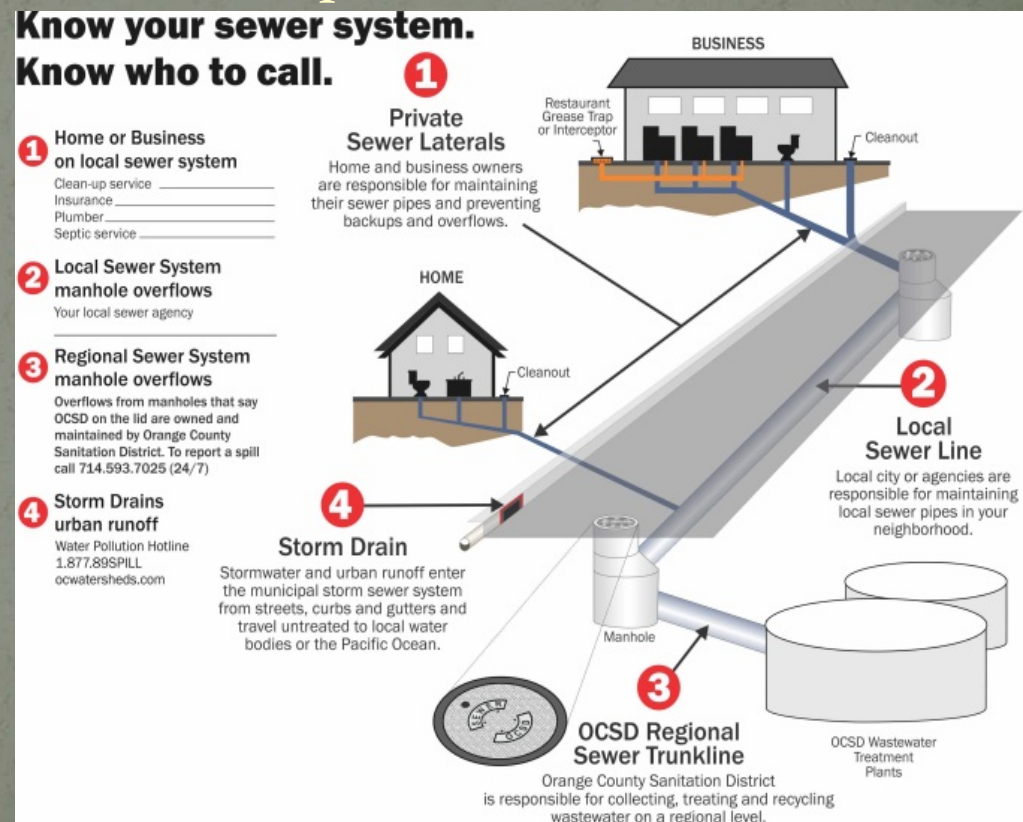 Know your sewer system.
Know who to call.
1 Home or Business
on local sewer system
Clean-up service
Insurance
Plumber
Septic service
2 Local Sewer System
manhole overflows
Your local sewer agency
3 Regional Sewer System
manhole overflows
Overflows from manholes that say
OCSD on the lid are owned and
maintained by Orange County
Sanitation District. To report a spill
call 714.593.7025 (24/7)
4 Storm Drains
urban runoff
Water Pollution Hotline
1.877.89SPILL
ocwatersheds.com
1
Private
Sewer Laterals
Home and business owners
are responsible for maintaining
their sewer pipes and preventing
backups and overflows.
BUSINESS
Restaurant
Grease Trap
or Interceptor
Cleanout
HOME
Cleanout
2
Local
Sewer Line
Local city or agencies are
responsible for maintaining
local sewer pipes in your
neighborhood.
4
Storm Drain
Stormwater and urban runoff enter
the municipal storm sewer system
from streets, curbs and gutters and
travel untreated to local water
bodies or the Pacific Ocean.
Manhole
SEWER
OCSD
3
OCSD Regional
Sewer Trunkline
Orange County Sanitation District
is responsible for collecting, treating and recycling
wastewater on a regional level.
OCSD Wastewater
Treatment
Plants